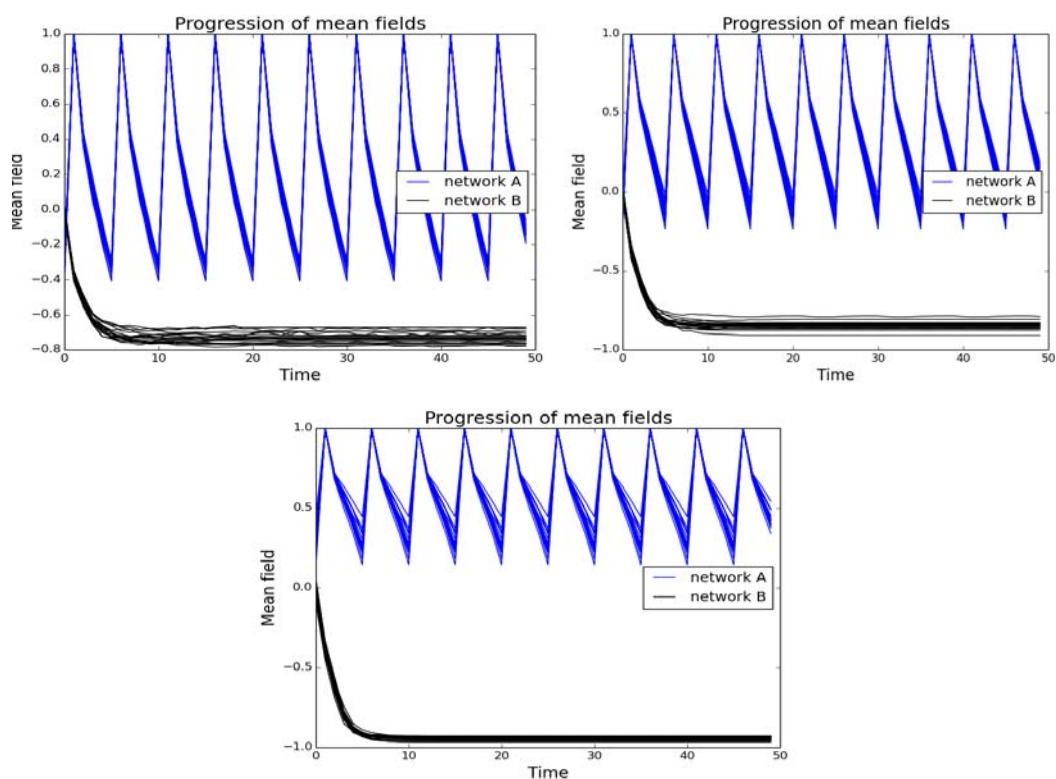 Progression of mean fields
1.0
0.8
0.6
0.4
0.2
0.0
−0.2
−0.4
−0.6
−0.8
0 10 20 30 40 50
Mean field
Time
network A
network B
Progression of mean fields
1.0
0.5
0.0
−0.5
−1.0
0 10 20 30 40 50
Mean field
Time
network A
network B
Progression of mean fields
1.0
0.5
0.0
−0.5
−1.0
0 10 20 30 40 50
Mean field
Time
network A
network B